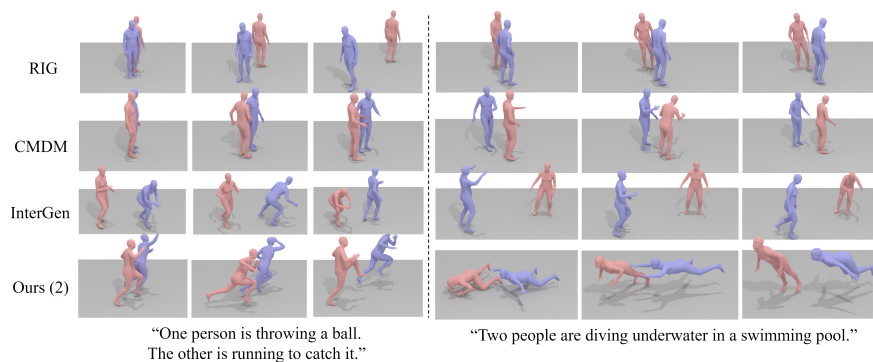 RIG
CMDM
InterGen
Ours (2)
“One person is throwing a ball.
The other is running to catch it.”
“Two people are diving underwater in a swimming pool.”